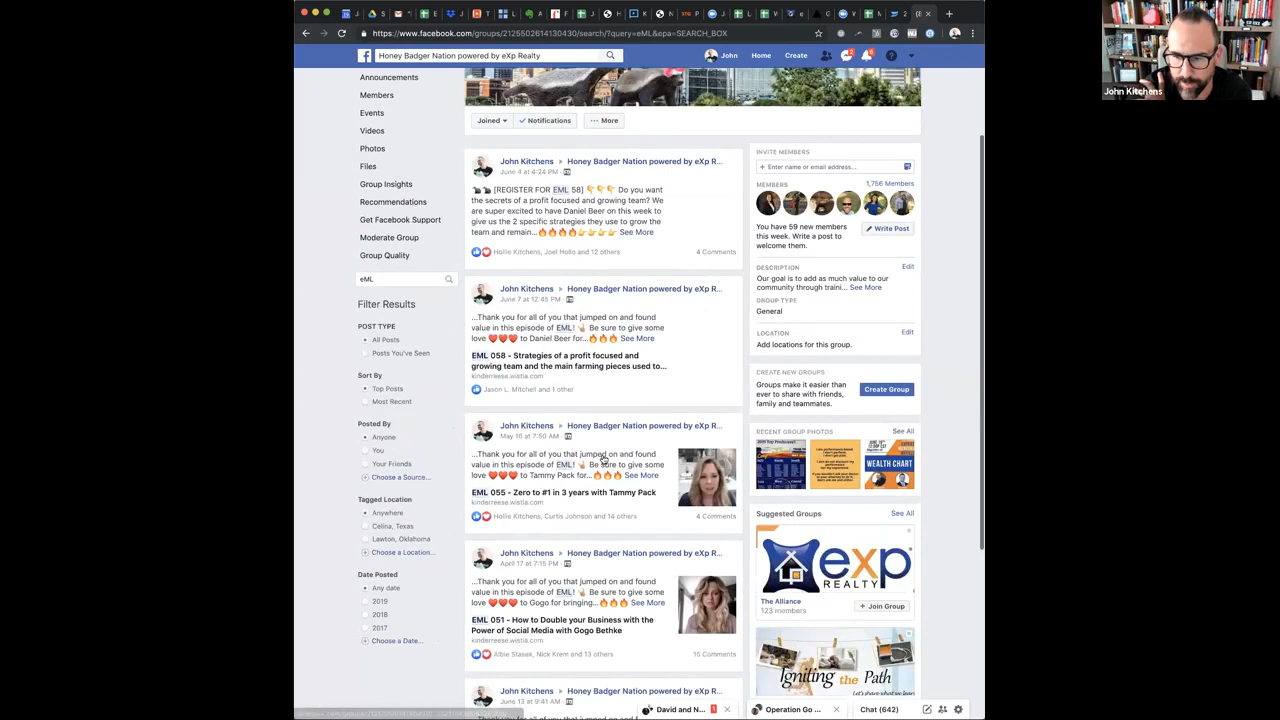 https://www.facebook.com/groups/2125502614130430/search/?query=eML&epa=SEARCH_BOX
Honey Badger Nation powered by eXp Realty
John
Home
Create
Announcements
Members
Events
Videos
Photos
Files
Group Insights
Recommendations
Get Facebook Support
Moderate Group
Group Quality
eML
Filter Results
POST TYPE
All Posts
Posts You've Seen
Sort By
Top Posts
Most Recent
Posted By
Anyone
You
Your Friends
Choose a Source...
Tagged Location
Anywhere
Celina, Texas
Lawton, Oklahoma
Choose a Location...
Date Posted
Any date
2019
2018
2017
Choose a Date...
Joined
Notifications
More
John Kitchens Honey Badger Nation powered by eXp R...
June 4 at 4:24 PM
[REGISTER FOR EML 58] Do you want
the secrets of a profit focused and growing team? We
are super excited to have Daniel Beer on this week to
give us the 2 specific strategies they use to grow the
team and remain... See More
Hollie Kitchens, Joel Hollo and 12 others
4 Comments
John Kitchens Honey Badger Nation powered by eXp R...
June 7 at 12:45 PM
...Thank you for all of you that jumped on and found
value in this episode of EML! Be sure to give some
love to Daniel Beer for... See More
EML 058 - Strategies of a profit focused and
growing team and the main farming pieces used to...
kinderreese.wistia.com
Jason L. Mitchell and 1 other
John Kitchens Honey Badger Nation powered by eXp R...
May 16 at 7:50 AM
...Thank you for all of you that jumped on and found
value in this episode of EML! Be sure to give some
love to Tammy Pack for... See More
EML 055 - Zero to #1 in 3 years with Tammy Pack
kinderreese.wistia.com
Hollie Kitchens, Curtis Johnson and 14 others
4 Comments
John Kitchens Honey Badger Nation powered by eXp R...
April 17 at 7:15 PM
...Thank you for all of you that jumped on and found
value in this episode of EML! Be sure to give some
love to Gogo for bringing... See More
EML 051 - How to Double your Business with the
Power of Social Media with Gogo Bethke
kinderreese.wistia.com
Albie Stasek, Nick Krem and 13 others
15 Comments
John Kitchens Honey Badger Nation powered by eXp R...
June 13 at 9:41 AM
INVITE MEMBERS
Enter name or email address...
MEMBERS
1,756 Members
You have 59 new members
this week. Write a post to
welcome them.
Write Post
DESCRIPTION
Edit
Our goal is to add as much value to our
community through traini... See More
GROUP TYPE
General
LOCATION
Edit
Add locations for this group.
CREATE NEW GROUPS
Groups make it easier than
ever to share with friends,
family and teammates.
Create Group
RECENT GROUP PHOTOS
See All
WEALTH CHART
Suggested Groups
See All
exp
REALTY
The Alliance
123 members
Join Group
Igniting the Path
David and N...
Operation Go ...
Chat (642)
John Kitchens